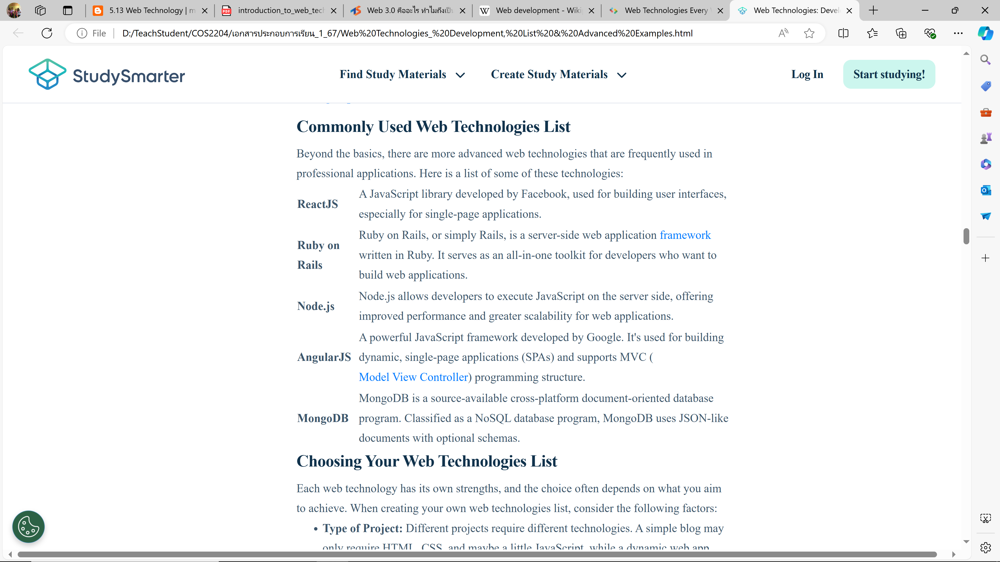 5.13 Web Technology | m
introduction_to_web_tech
Web 3.0 คืออะไร ทำไมถึงเป็น
Web development - Wiki
Web Technologies Every
Web Technologies: Devel
File
D:/TeachStudent/COS2204/เอกสารประกอบการเรียน_1_67/Web%20Technologies_%20Development,%20List%20&%20Advanced%20Examples.html
StudySmarter
Find Study Materials
Create Study Materials
Log In
Start studying!
Commonly Used Web Technologies List
Beyond the basics, there are more advanced web technologies that are frequently used in
professional applications. Here is a list of some of these technologies:
ReactJS
A JavaScript library developed by Facebook, used for building user interfaces,
especially for single-page applications.
Ruby on
Rails
Ruby on Rails, or simply Rails, is a server-side web application framework
written in Ruby. It serves as an all-in-one toolkit for developers who want to
build web applications.
Node.js
Node.js allows developers to execute JavaScript on the server side, offering
improved performance and greater scalability for web applications.
AngularJS
A powerful JavaScript framework developed by Google. It's used for building
dynamic, single-page applications (SPAs) and supports MVC (
Model View Controller) programming structure.
MongoDB
MongoDB is a source-available cross-platform document-oriented database
program. Classified as a NoSQL database program, MongoDB uses JSON-like
documents with optional schemas.
Choosing Your Web Technologies List
Each web technology has its own strengths, and the choice often depends on what you aim
to achieve. When creating your own web technologies list, consider the following factors:
• Type of Project: Different projects require different technologies. A simple blog may
only require HTML, CSS, and maybe a little JavaScript, while a dynamic web app